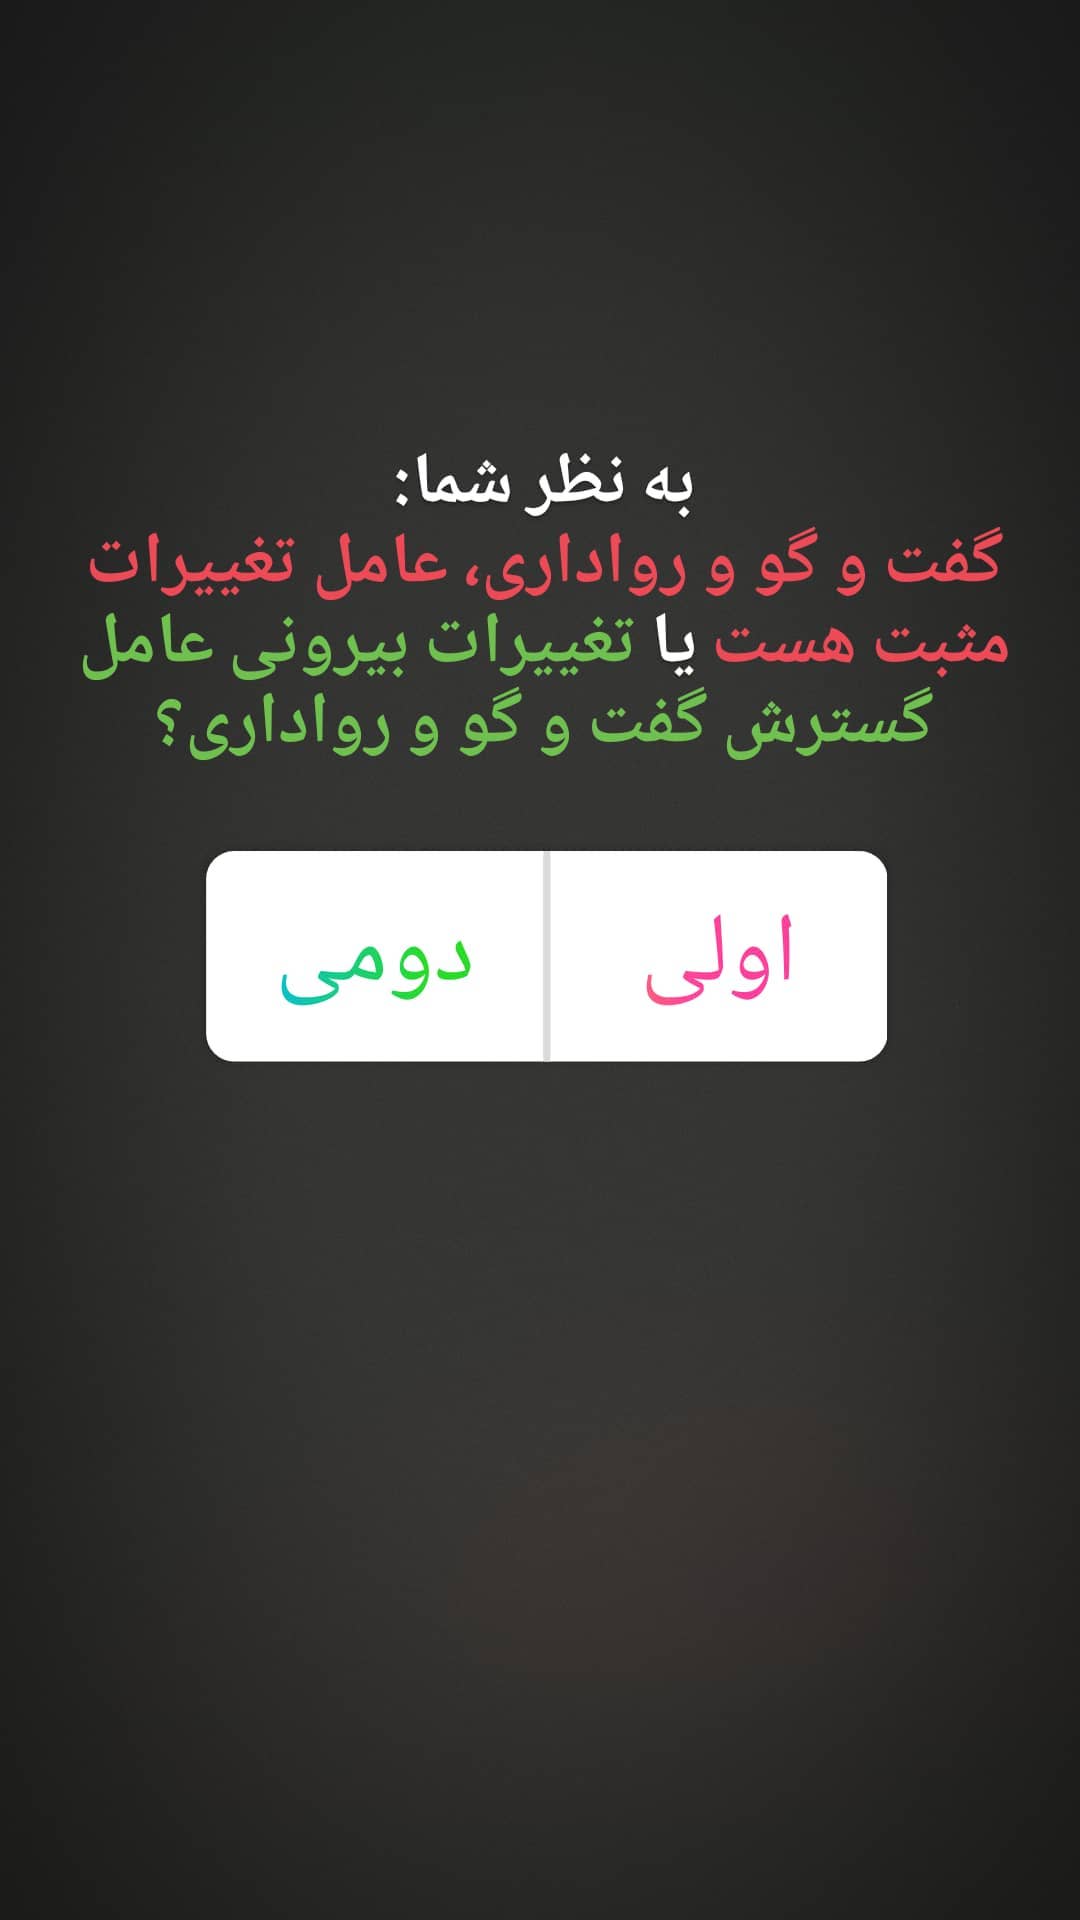 به نظر شما:
گفت و گو و رواداری، عامل تغییرات
مثبت هست یا تغییرات بیرونی عامل
گسترش گفت و گو و رواداری؟
اولی
دومی